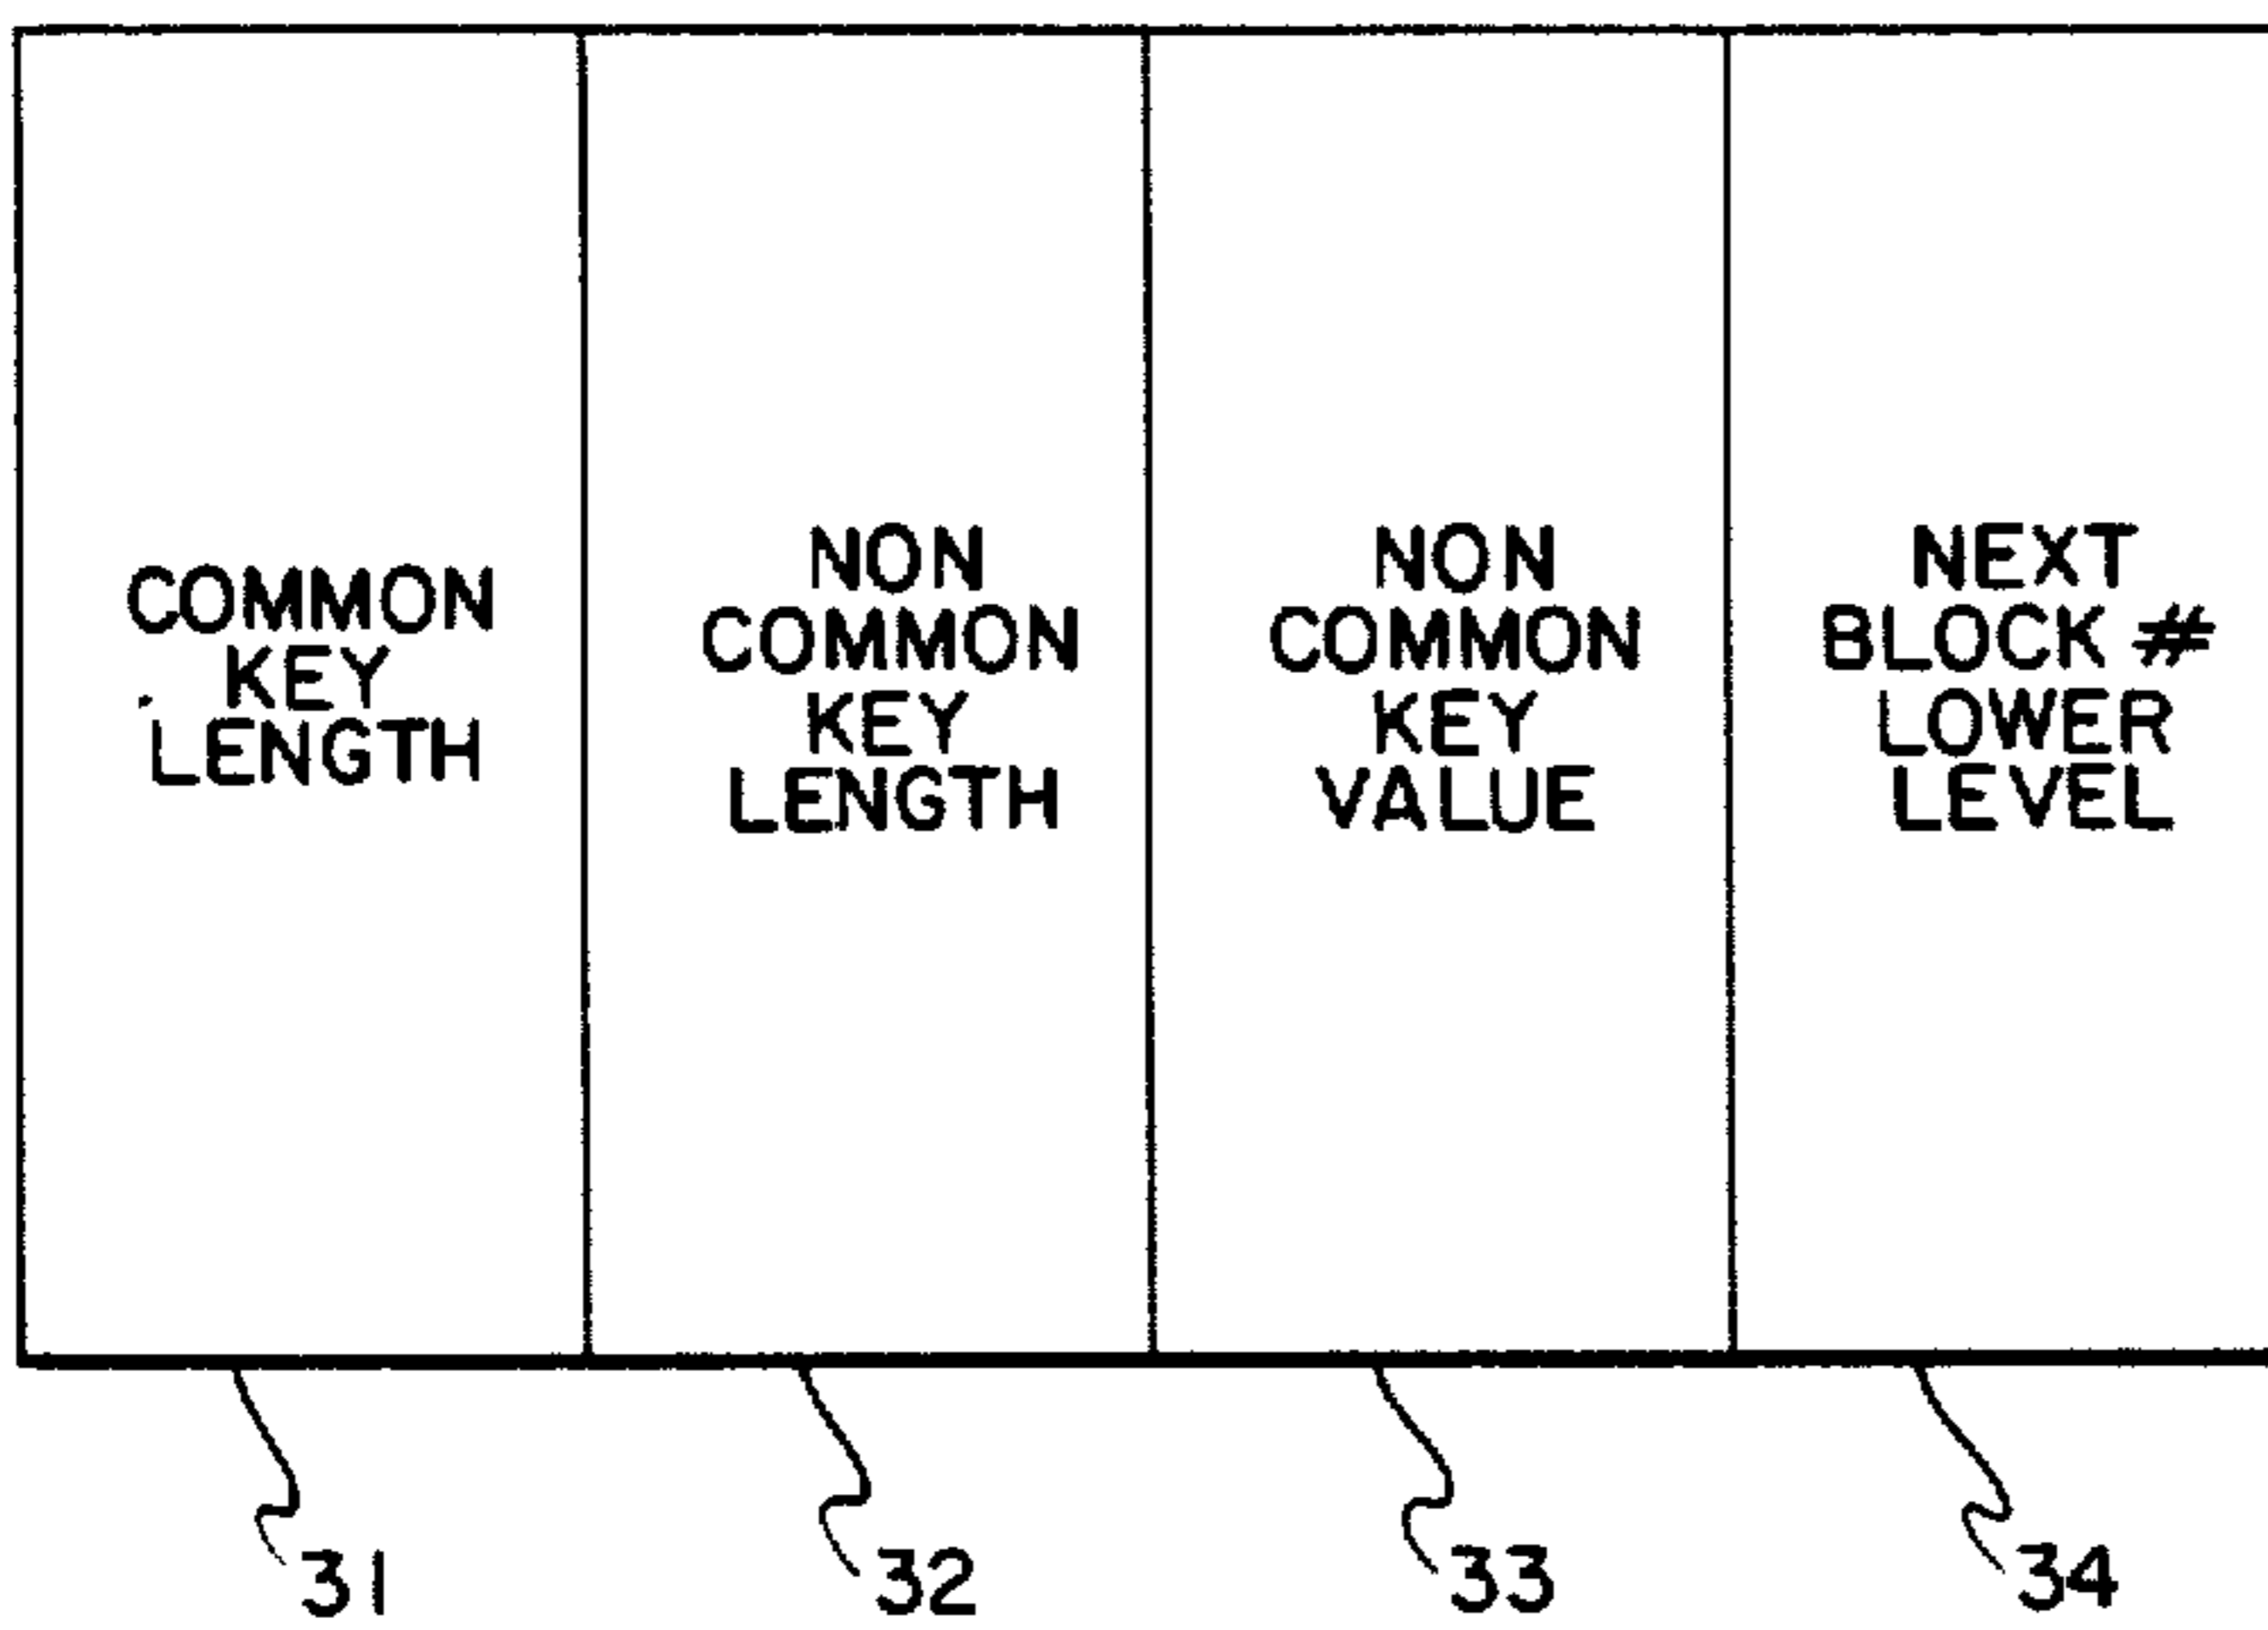 COMMON
KEY
LENGTH
NON
COMMON
KEY
LENGTH
NON
COMMON
KEY
VALUE
NEXT
BLOCK #
LOWER
LEVEL
31
32
33
34